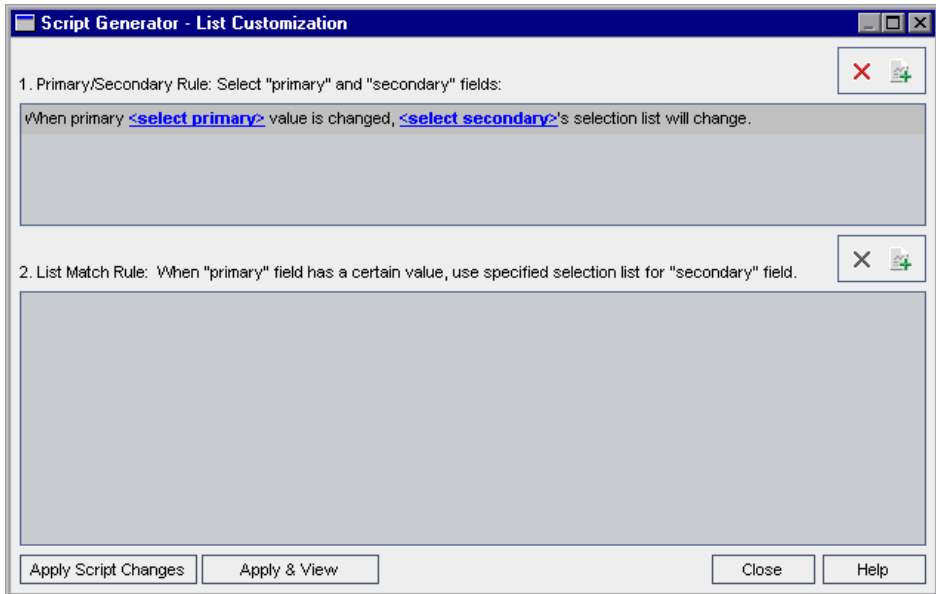 Script Generator - List Customization
1. Primary/Secondary Rule: Select "primary" and "secondary" fields:
When primary <select primary> value is changed, <select secondary>'s selection list will change.
2. List Match Rule:  When "primary" field has a certain value, use specified selection list for "secondary" field.
Apply Script Changes
Apply & View
Close
Help